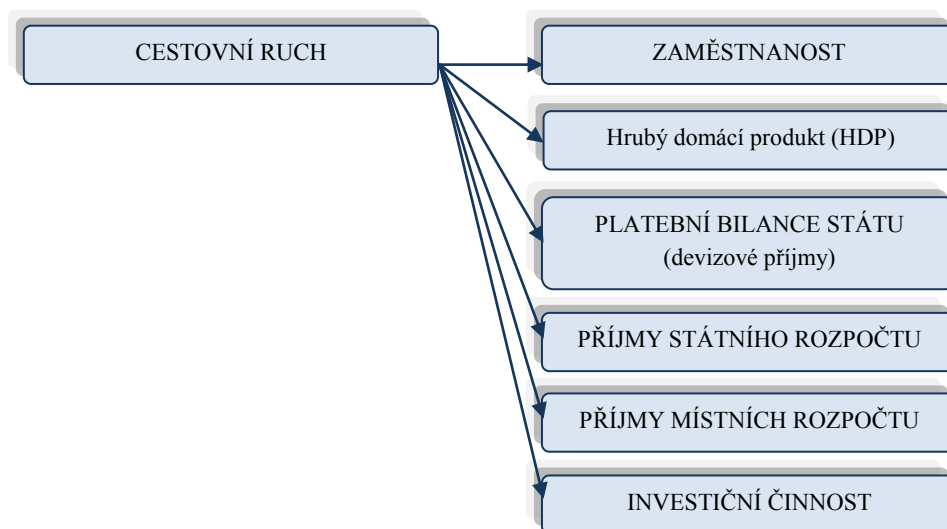 CESTOVNÍ RUCH
ZAMĚSTNANOST
Hrubý domácí produkt (HDP)
PLATEBNÍ BILANCE STÁTU
(devizové příjmy)
PŘÍJMY STÁTNÍHO ROZPOČTU
PŘÍJMY MÍSTNÍCH ROZPOČTU
INVESTIČNÍ ČINNOST